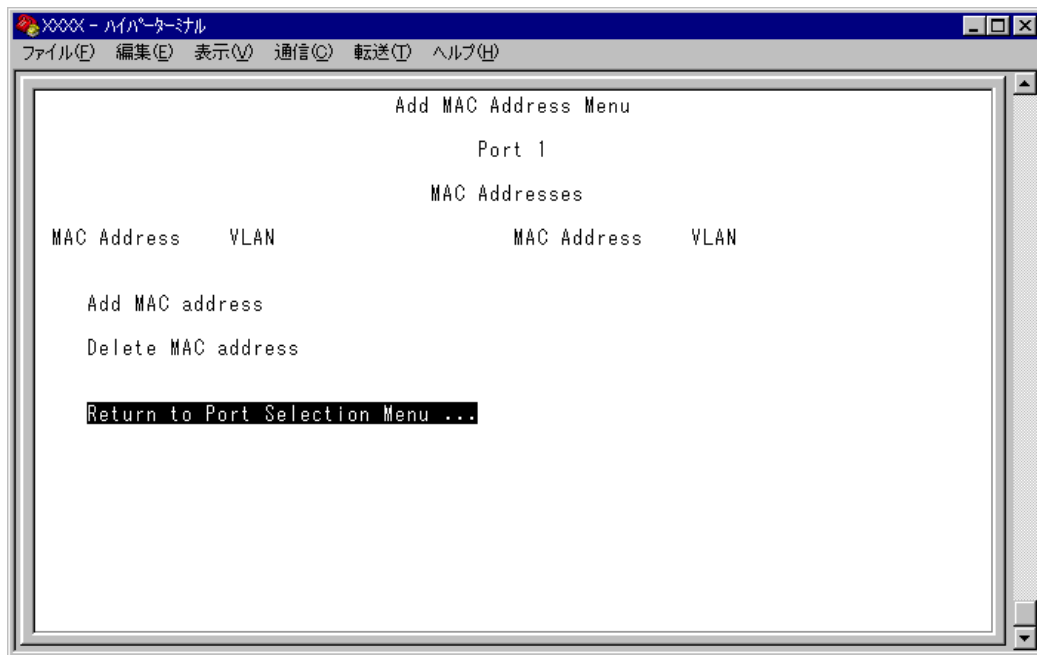 XXXX - ﾊｲﾊﾟｰﾀｰﾐﾅﾙ
ファイル(F) 編集(E) 表示(V) 通信(C) 転送(T) ヘルプ(H)
Add MAC Address Menu
Port 1
MAC Addresses
MAC Address VLAN MAC Address VLAN
Add MAC address
Delete MAC address
Return to Port Selection Menu ...